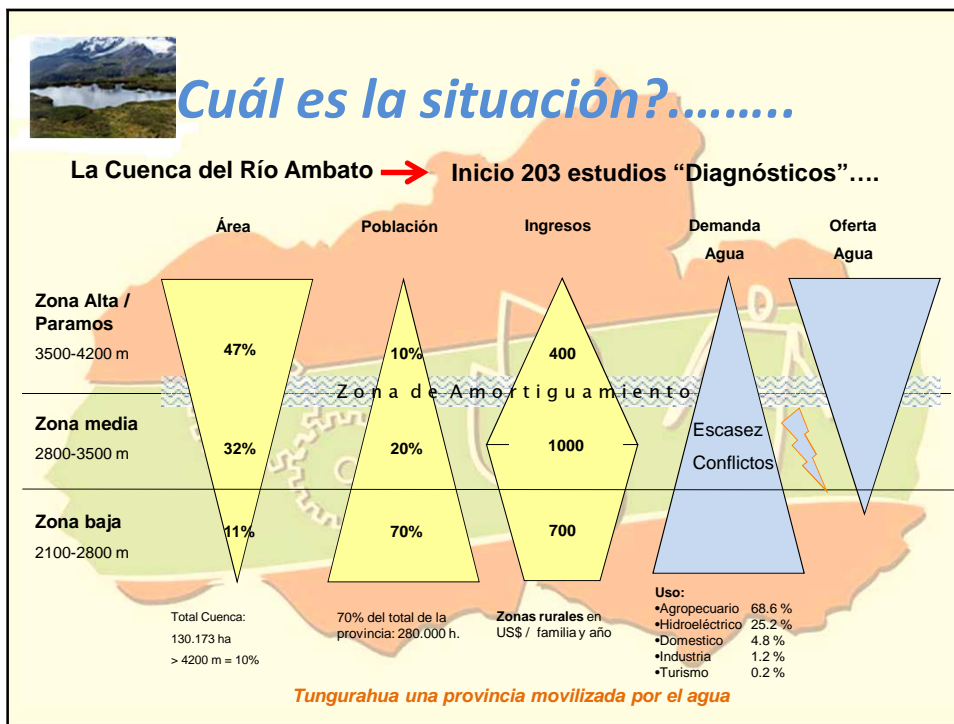 Cuál es la situación?.........
La Cuenca del Río Ambato
Inicio 203 estudios “Diagnósticos”….
Área
Población
Ingresos
Demanda
Agua
Oferta
Agua
Zona Alta /
Paramos
3500-4200 m
47%
10%
400
Zona de Amortiguamiento
Zona media
2800-3500 m
32%
20%
1000
Escasez
Conflictos
Zona baja
2100-2800 m
11%
70%
700
Total Cuenca:
130.173 ha
> 4200 m = 10%
70% del total de la
provincia: 280.000 h.
Zonas rurales en
US$ / familia y año
Uso:
•Agropecuario 68.6 %
•Hidroeléctrico 25.2 %
•Domestico 4.8 %
•Industria 1.2 %
•Turismo 0.2 %
Tungurahua una provincia movilizada por el agua